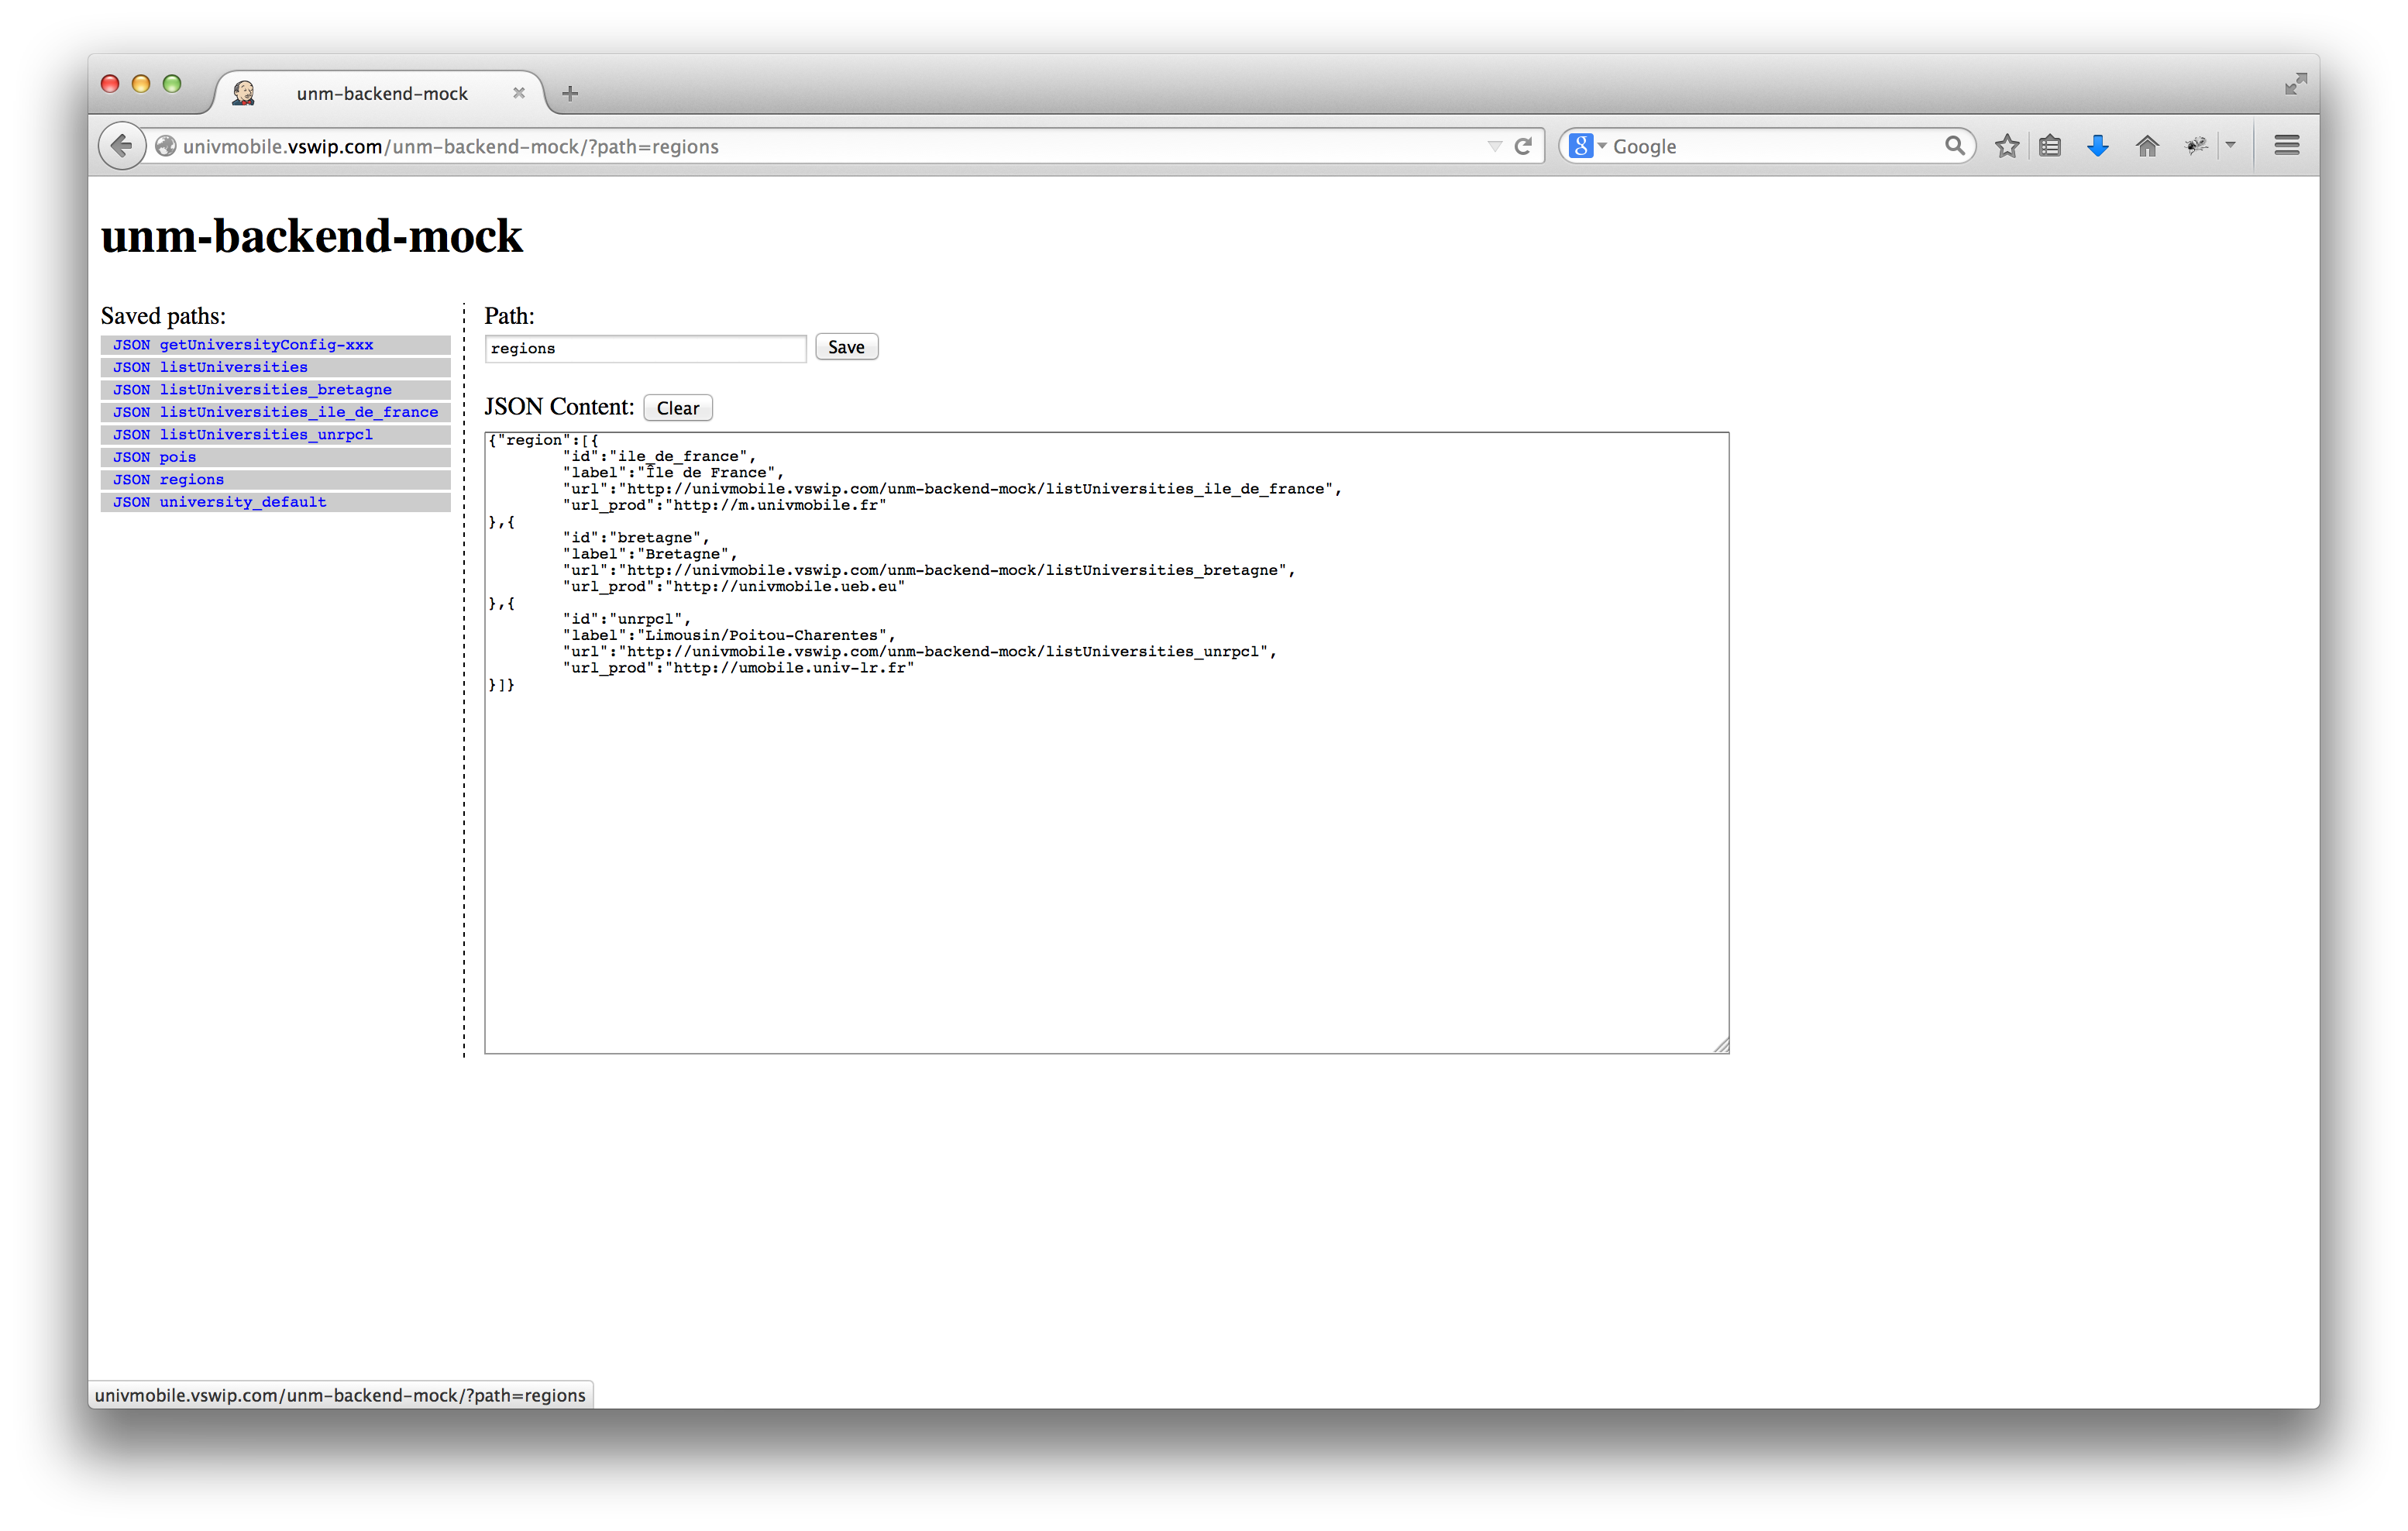 unm-backend-mock
univmobile.vswip.com/unm-backend-mock/?path=regions
Google
unm-backend-mock
Saved paths:
JSON getUniversityConfig-xxx
JSON listUniversities
JSON listUniversities_bretagne
JSON listUniversities_ile_de_france
JSON listUniversities_unrpcl
JSON pois
JSON regions
JSON university_default
Path:
regions Save
JSON Content: Clear
{"region":[{
"id":"ile_de_france",
"label":"Île de France",
"url":"http://univmobile.vswip.com/unm-backend-mock/listUniversities_ile_de_france",
"url_prod":"http://m.univmobile.fr"
},{
"id":"bretagne",
"label":"Bretagne",
"url":"http://univmobile.vswip.com/unm-backend-mock/listUniversities_bretagne",
"url_prod":"http://univmobile.ueb.eu"
},{
"id":"unrpcl",
"label":"Limousin/Poitou-Charentes",
"url":"http://univmobile.vswip.com/unm-backend-mock/listUniversities_unrpcl",
"url_prod":"http://umobile.univ-lr.fr"
}]}
univmobile.vswip.com/unm-backend-mock/?path=regions